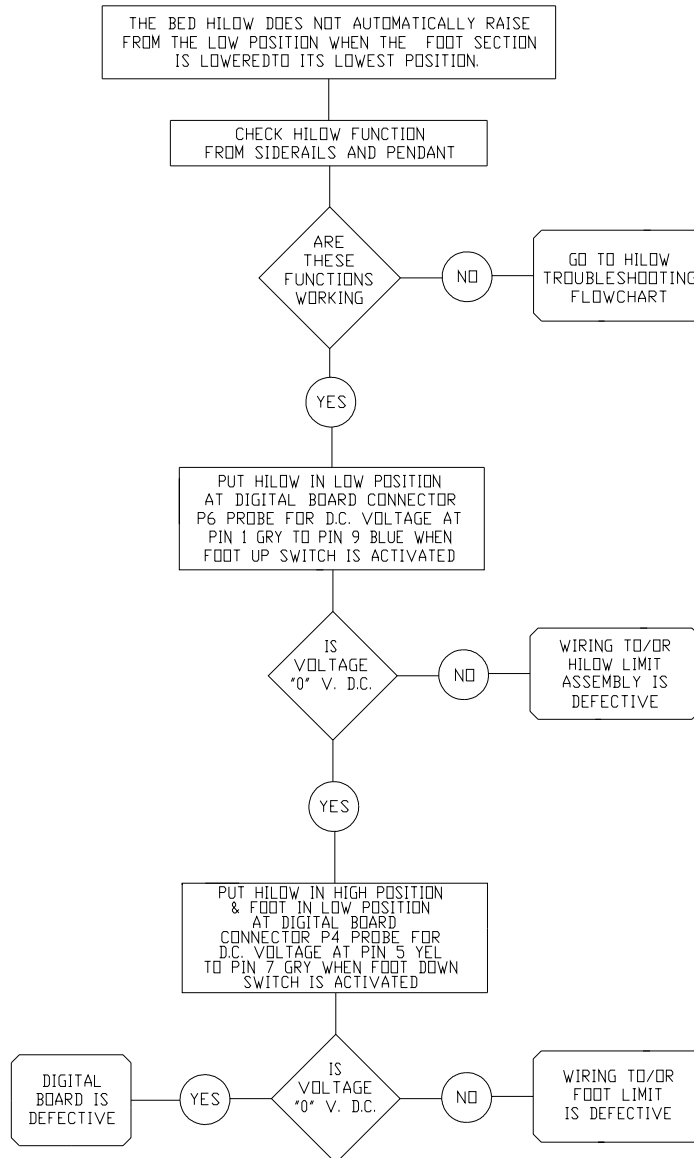 THE BED HILOW DOES NOT AUTOMATICALLY RAISE
FROM THE LOW POSITION WHEN THE FOOT SECTION
IS LOWEREDTO ITS LOWEST POSITION.
CHECK HILOW FUNCTION
FROM SIDERAILS AND PENDANT
ARE
THESE
FUNCTIONS
WORKING
NO
GO TO HILOW
TROUBLESHOOTING
FLOWCHART
YES
PUT HILOW IN LOW POSITION
AT DIGITAL BOARD CONNECTOR
P6 PROBE FOR D.C. VOLTAGE AT
PIN 1 GRY TO PIN 9 BLUE WHEN
FOOT UP SWITCH IS ACTIVATED
IS
VOLTAGE
"0" V. D.C.
NO
WIRING TO/OR
HILOW LIMIT
ASSEMBLY IS
DEFECTIVE
YES
PUT HILOW IN HIGH POSITION
& FOOT IN LOW POSITION
AT DIGITAL BOARD
CONNECTOR P4 PROBE FOR
D.C. VOLTAGE AT PIN 5 YEL
TO PIN 7 GRY WHEN FOOT DOWN
SWITCH IS ACTIVATED
DIGITAL
BOARD IS
DEFECTIVE
YES
IS
VOLTAGE
"0" V. D.C.
NO
WIRING TO/OR
FOOT LIMIT
IS DEFECTIVE